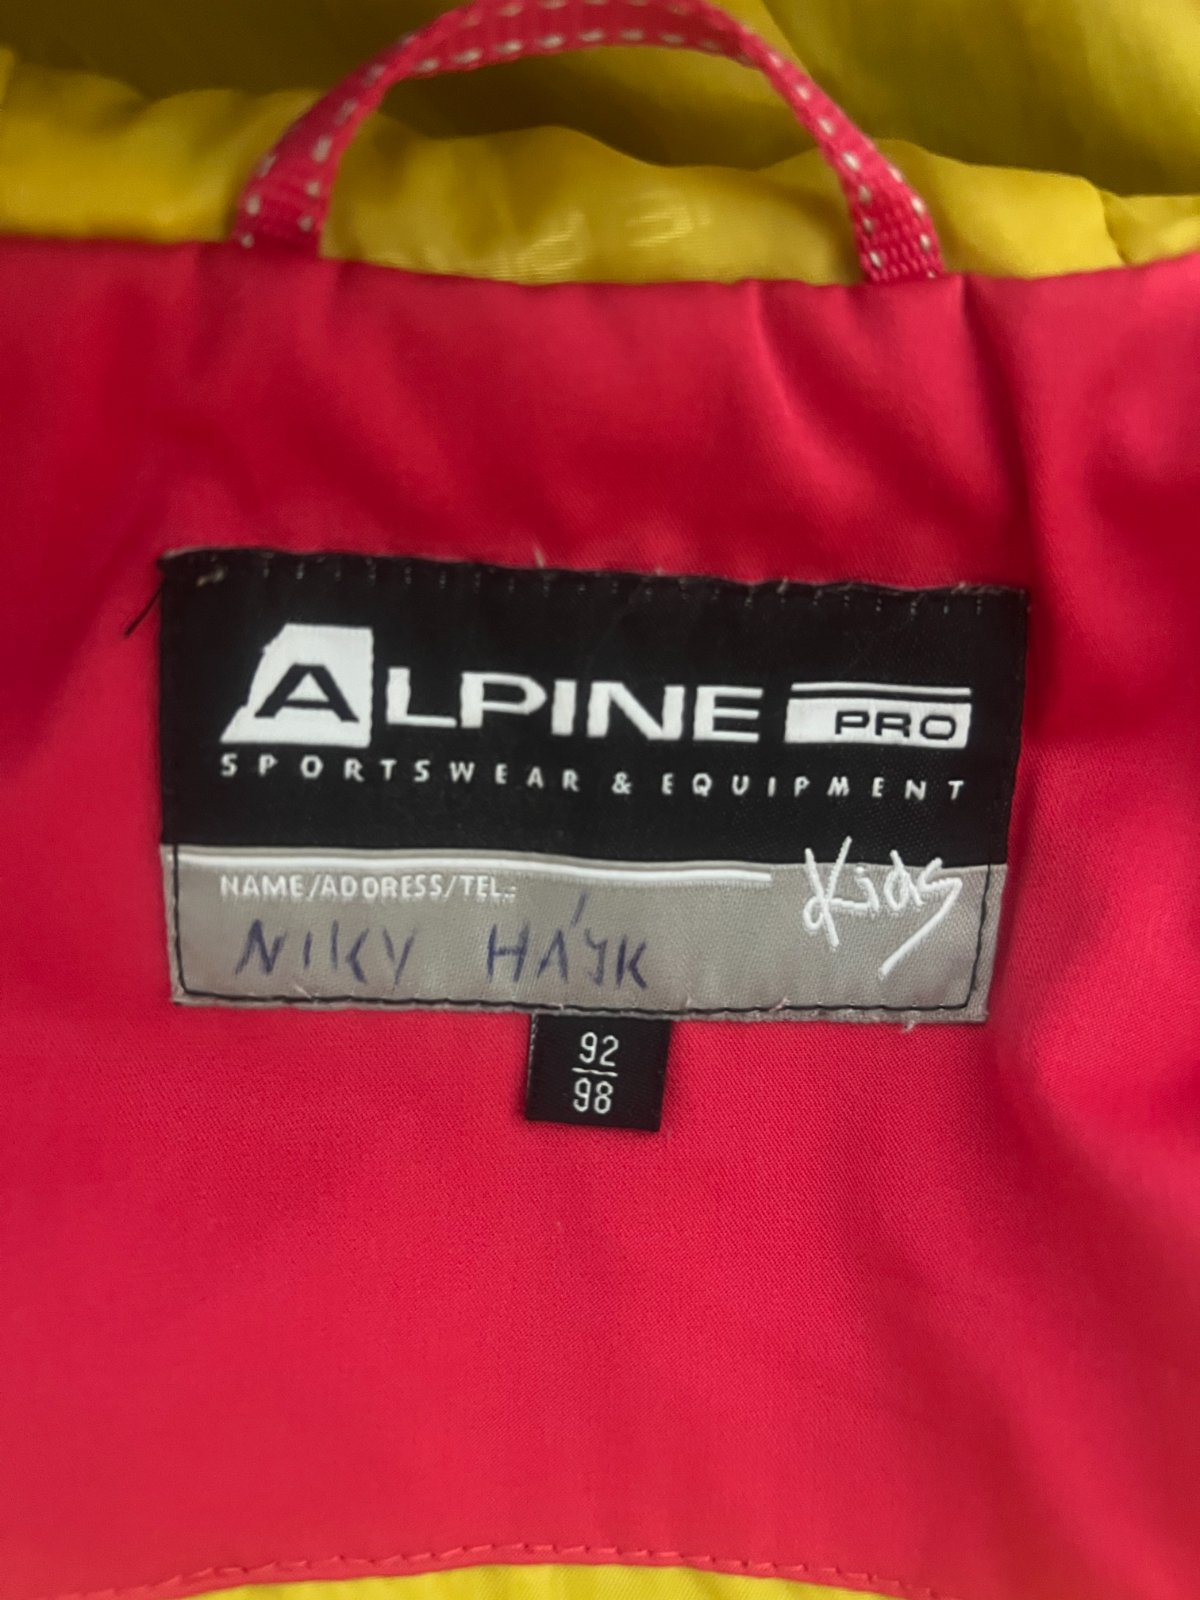 ALPINE PRO
SPORTSWEAR & EQUIPMENT
NAME/ADDRESS/TEL.:
Kids
NIKY HÁJK
92
98